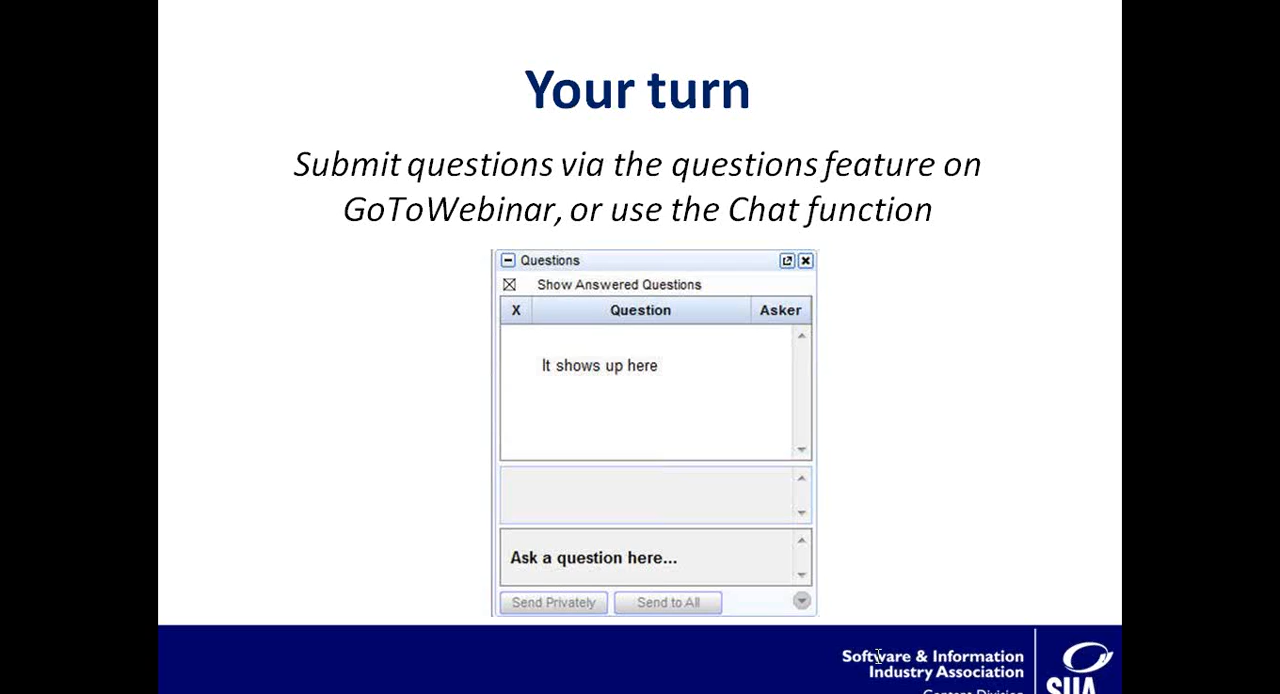 Your turn
Submit questions via the questions feature on
GoToWebinar, or use the Chat function
Questions
Show Answered Questions
X Question Asker
It shows up here
Ask a question here...
Send Privately Send to All
Software & Information
Industry Association
Content Division
SIIA